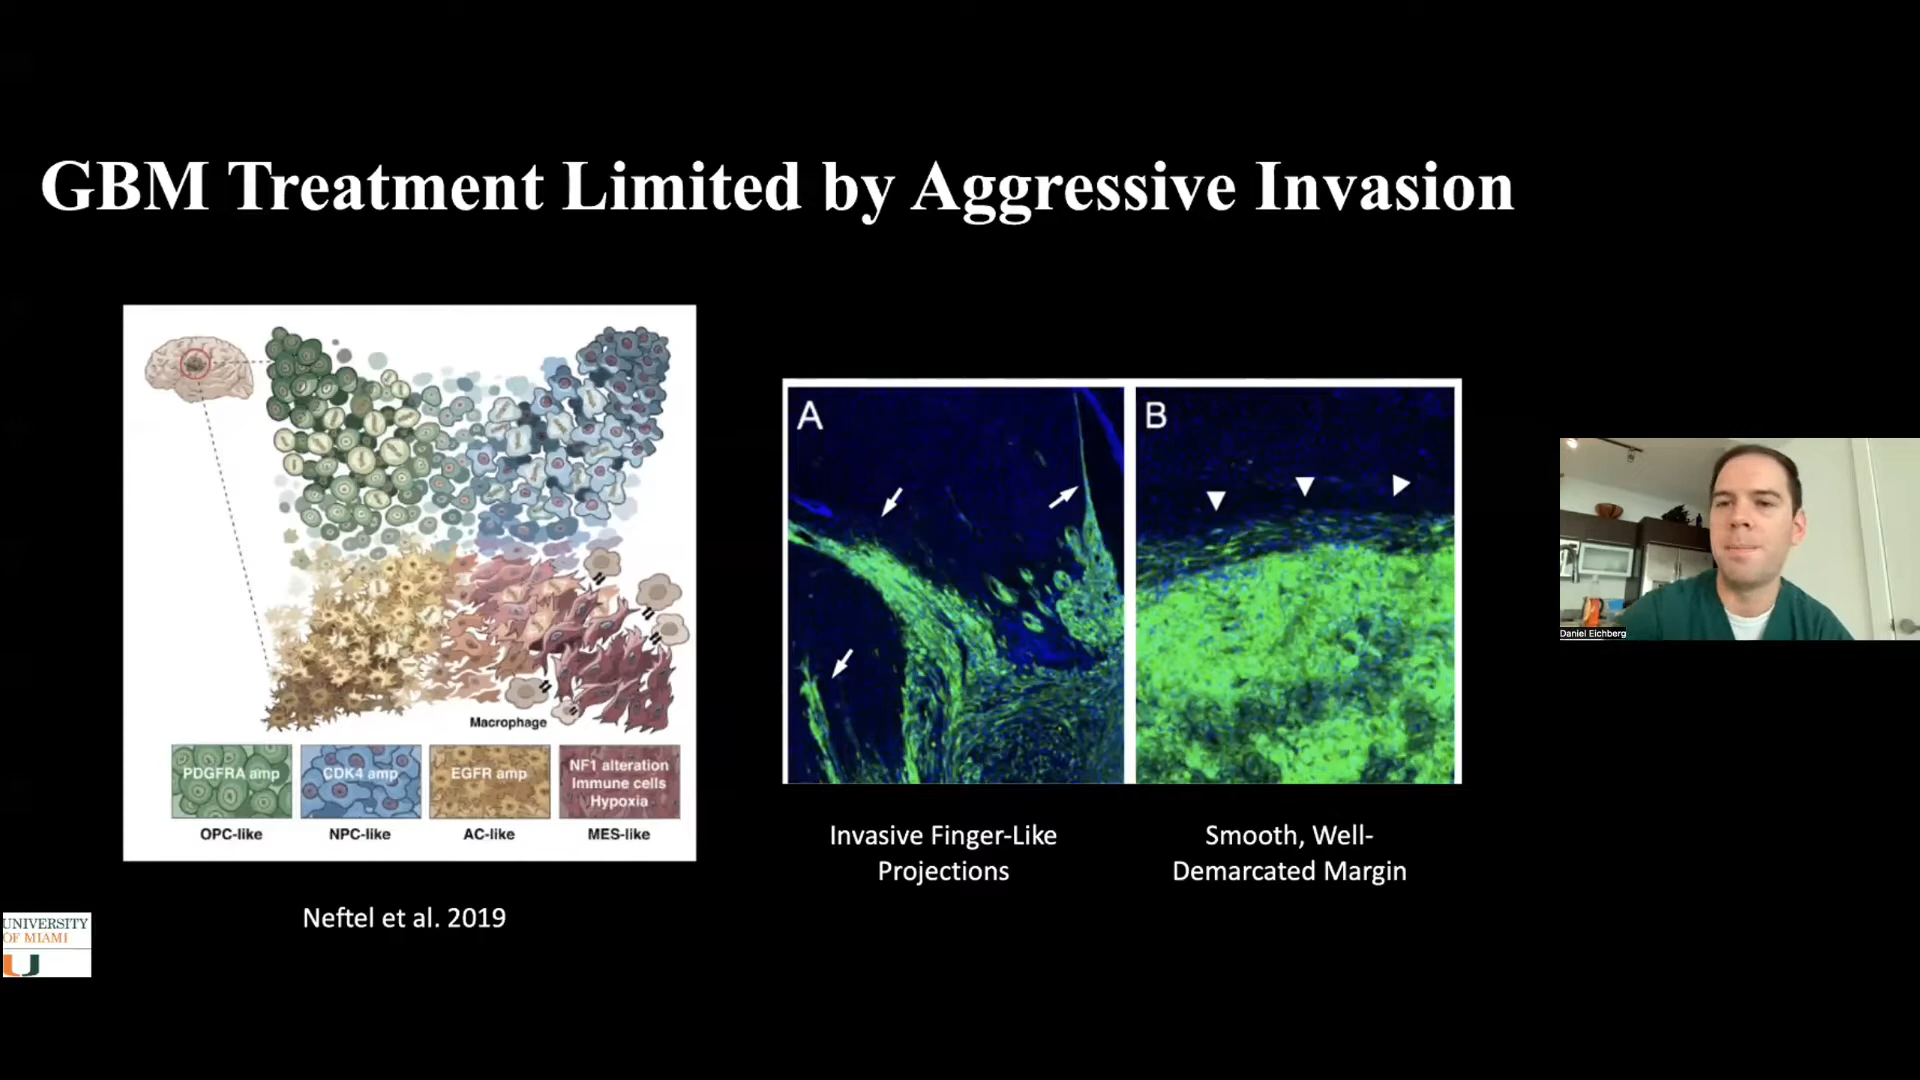 GBM Treatment Limited by Aggressive Invasion
Macrophage
PDGFRA amp
CDK4 amp
EGFR amp
NF1 alteration
Immune cells
Hypoxia
OPC-like
NPC-like
AC-like
MES-like
Neftel et al. 2019
A
B
Invasive Finger-Like
Projections
Smooth, Well-
Demarcated Margin
Daniel Eichberg
UNIVERSITY
OF MIAMI
U